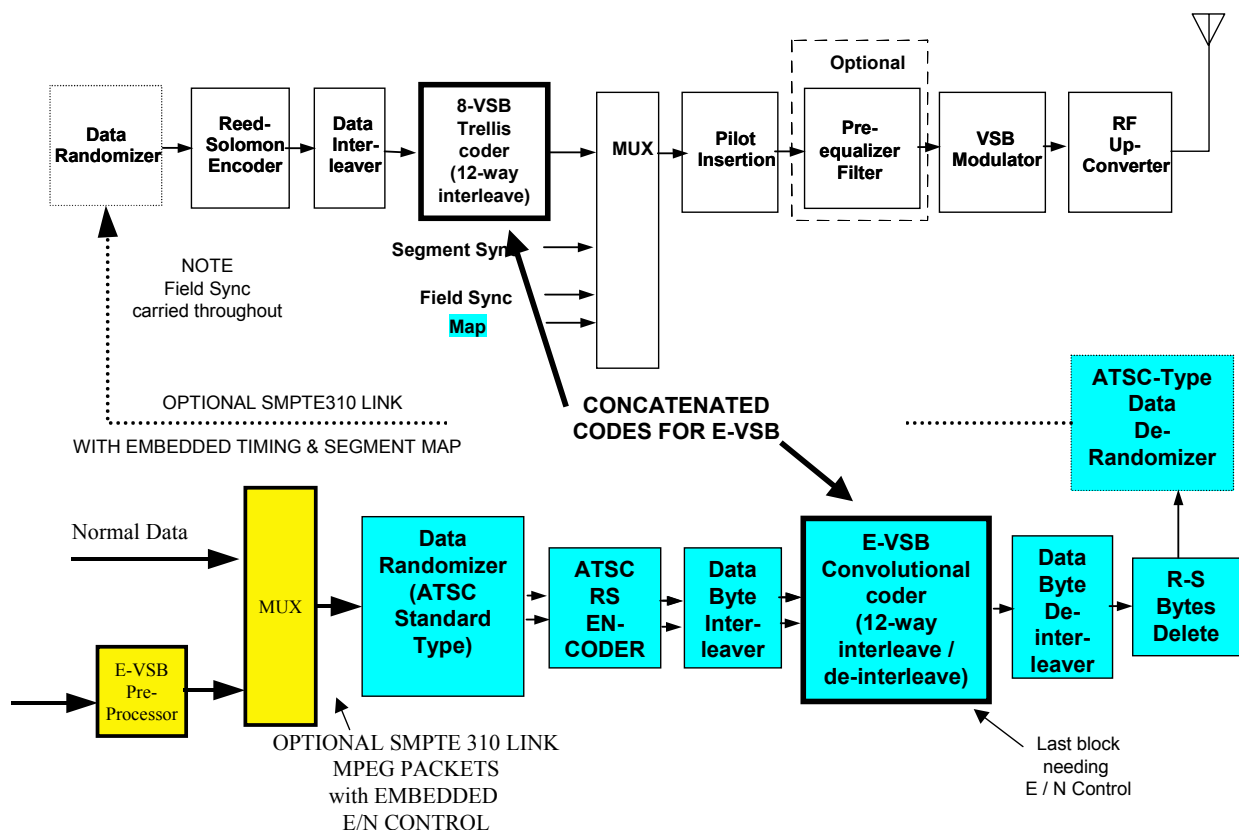 Optional
Data
Randomizer
Reed-
Solomon
Encoder
Data
Inter-
leaver
8-VSB
Trellis
coder
(12-way
interleave)
MUX
Pilot
Insertion
Pre-
equalizer
Filter
VSB
Modulator
RF
Up-
Converter
Segment Sync
Field Sync
Map
NOTE
Field Sync
carried throughout
OPTIONAL SMPTE310 LINK
WITH EMBEDDED TIMING & SEGMENT MAP
CONCATENATED
CODES FOR E-VSB
ATSC-Type
Data
De-
Randomizer
Normal Data
E-VSB
Pre-
Processor
MUX
Data
Randomizer
(ATSC
Standard
Type)
ATSC
RS
EN-
CODER
Data
Byte
Inter-
leaver
E-VSB
Convolutional
coder
(12-way
interleave /
de-interleave)
Data
Byte
De-
inter-
leaver
R-S
Bytes
Delete
OPTIONAL SMPTE 310 LINK
MPEG PACKETS
with EMBEDDED
E/N CONTROL
Last block
needing
E / N Control